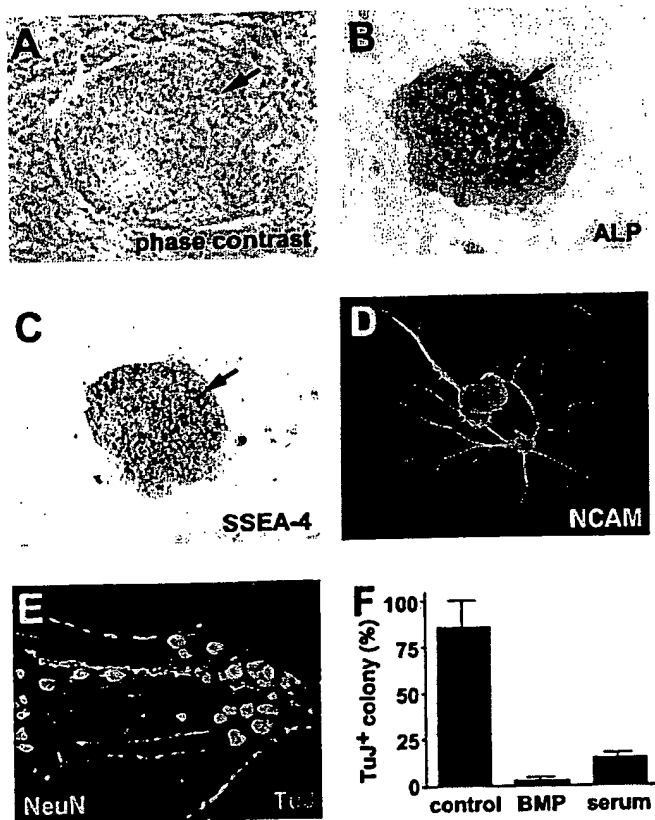 A
phase contrast
B
ALP
C
SSEA-4
D
NCAM
E
NeuN
TuJ
F
TuJ+ colony (%)
100
75
50
25
0
control BMP serum